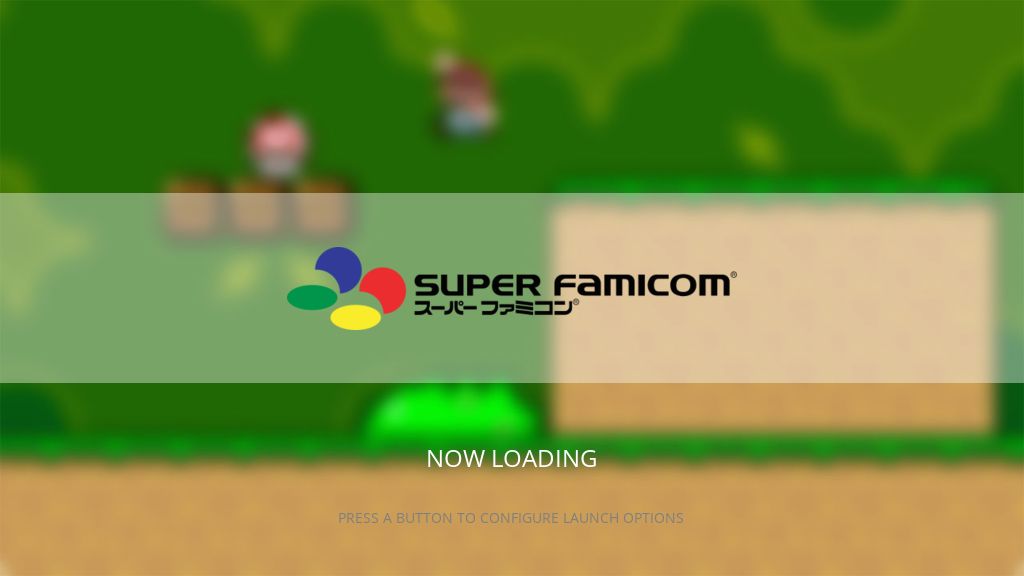 SUPER FAMICOM®
スーパーファミコン®
NOW LOADING
PRESS A BUTTON TO CONFIGURE LAUNCH OPTIONS